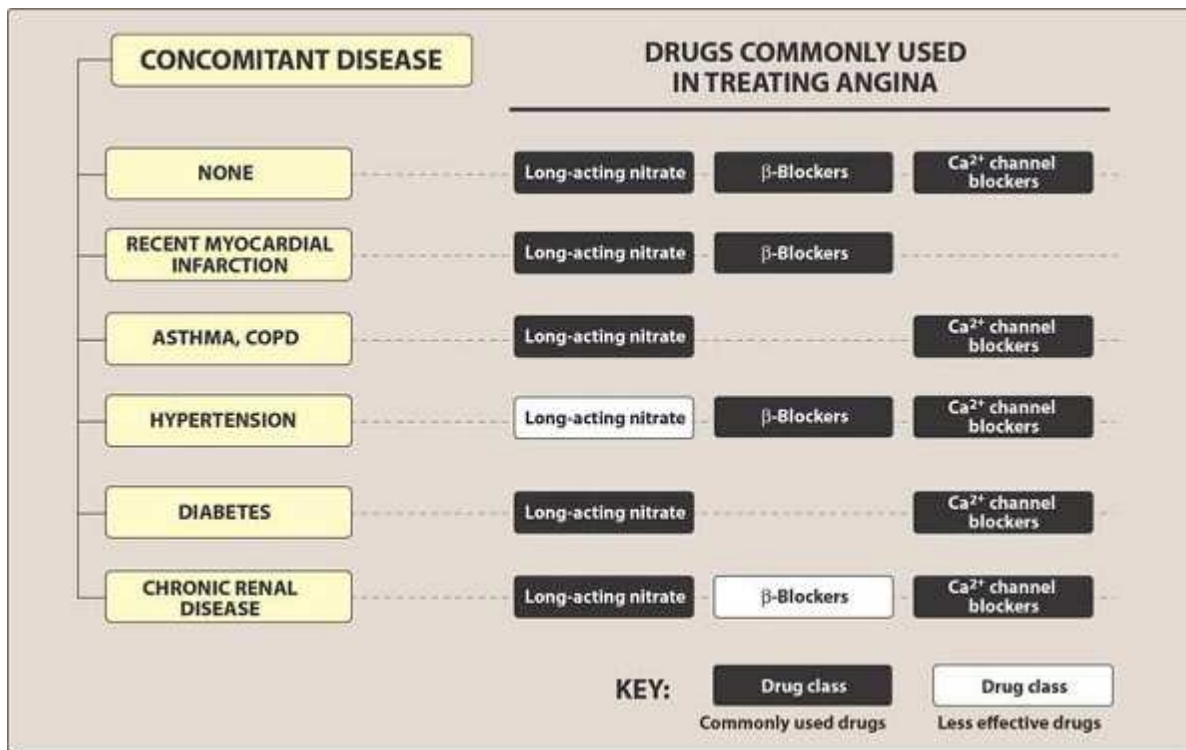 CONCOMITANT DISEASE
DRUGS COMMONLY USED
IN TREATING ANGINA
NONE
Long-acting nitrate
β-Blockers
Ca²⁺ channel
blockers
RECENT MYOCARDIAL
INFARCTION
Long-acting nitrate
β-Blockers
ASTHMA, COPD
Long-acting nitrate
Ca²⁺ channel
blockers
HYPERTENSION
Long-acting nitrate
β-Blockers
Ca²⁺ channel
blockers
DIABETES
Long-acting nitrate
Ca²⁺ channel
blockers
CHRONIC RENAL
DISEASE
Long-acting nitrate
β-Blockers
Ca²⁺ channel
blockers
KEY:
Drug class
Commonly used drugs
Drug class
Less effective drugs